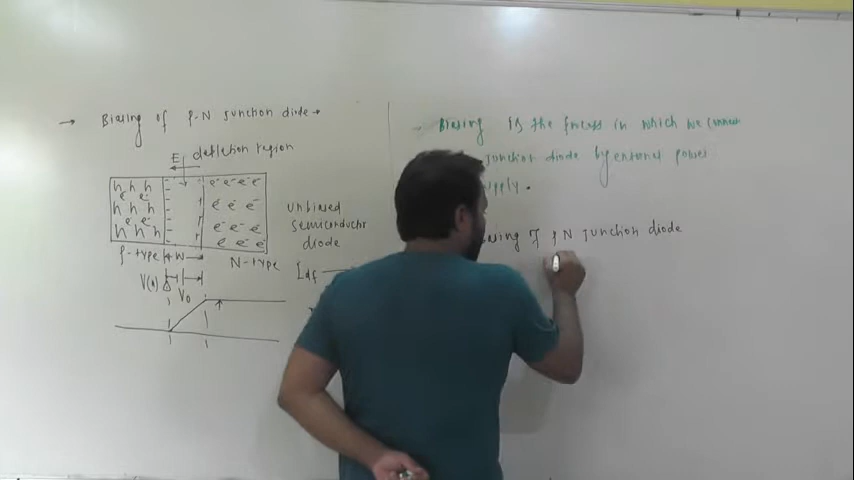 → Biasing of P-N Junction diode →
E depletion region
h h h
e e
h h h
e e
h h h
e⁻ e⁻ e⁻ e⁻
e⁻ e⁻ e⁻
e⁻ e⁻ e⁻
e e e
P-type W N-type
V(x) V₀
unbiased
semiconductor
diode
Idf
Biasing is the process in which we connect
junction diode by external power
supply.
Biasing of P N junction diode